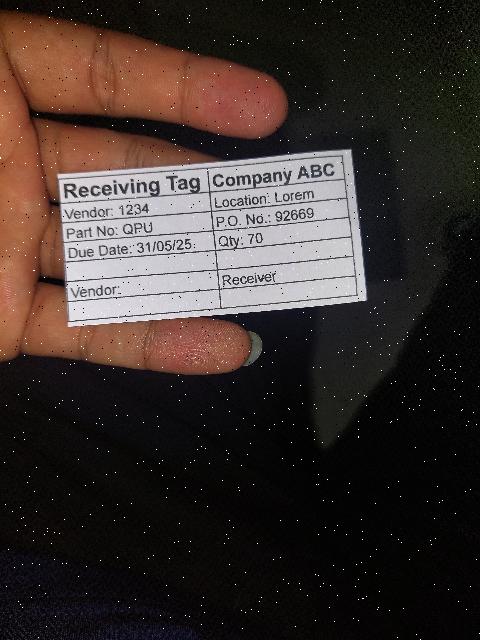 Receiving Tag Company ABC
Vendor: 1234 Location: Lorem
Part No: QPU P.O. No.: 92669
Due Date: 31/05/25 Qty: 70
Vendor: Receiver